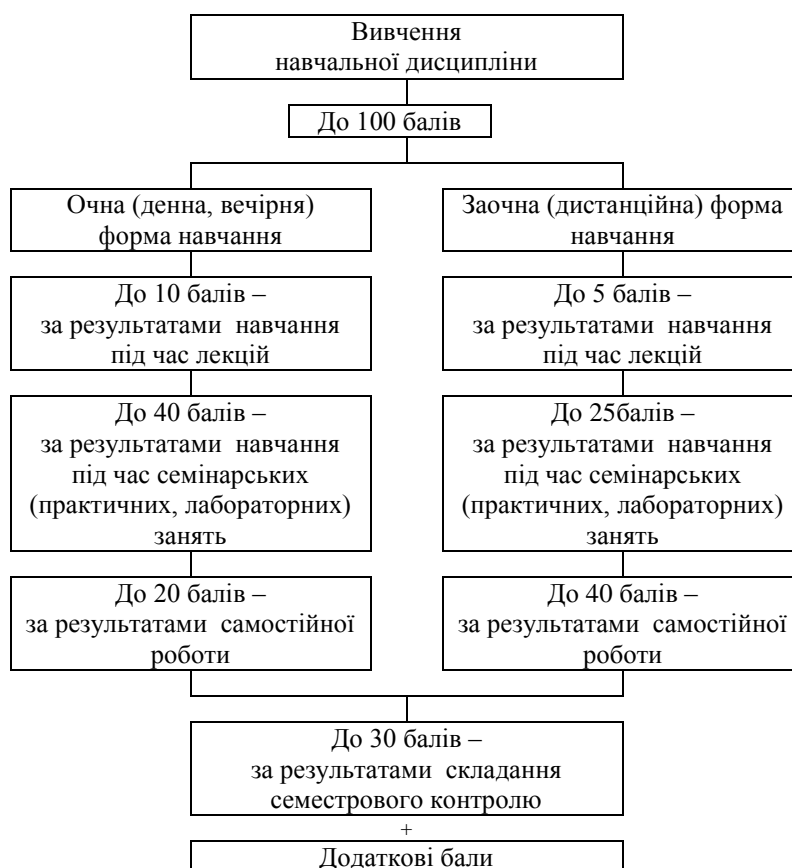 Вивчення
навчальної дисципліни
До 100 балів
Очна (денна, вечірня)
форма навчання
Заочна (дистанційна) форма
навчання
До 10 балів –
за результатами навчання
під час лекцій
До 5 балів –
за результатами навчання
під час лекцій
До 40 балів –
за результатами навчання
під час семінарських
(практичних, лабораторних)
занять
До 25балів –
за результатами навчання
під час семінарських
(практичних, лабораторних)
занять
До 20 балів –
за результатами самостійної
роботи
До 40 балів –
за результатами самостійної
роботи
До 30 балів –
за результатами складання
семестрового контролю
+
Додаткові бали